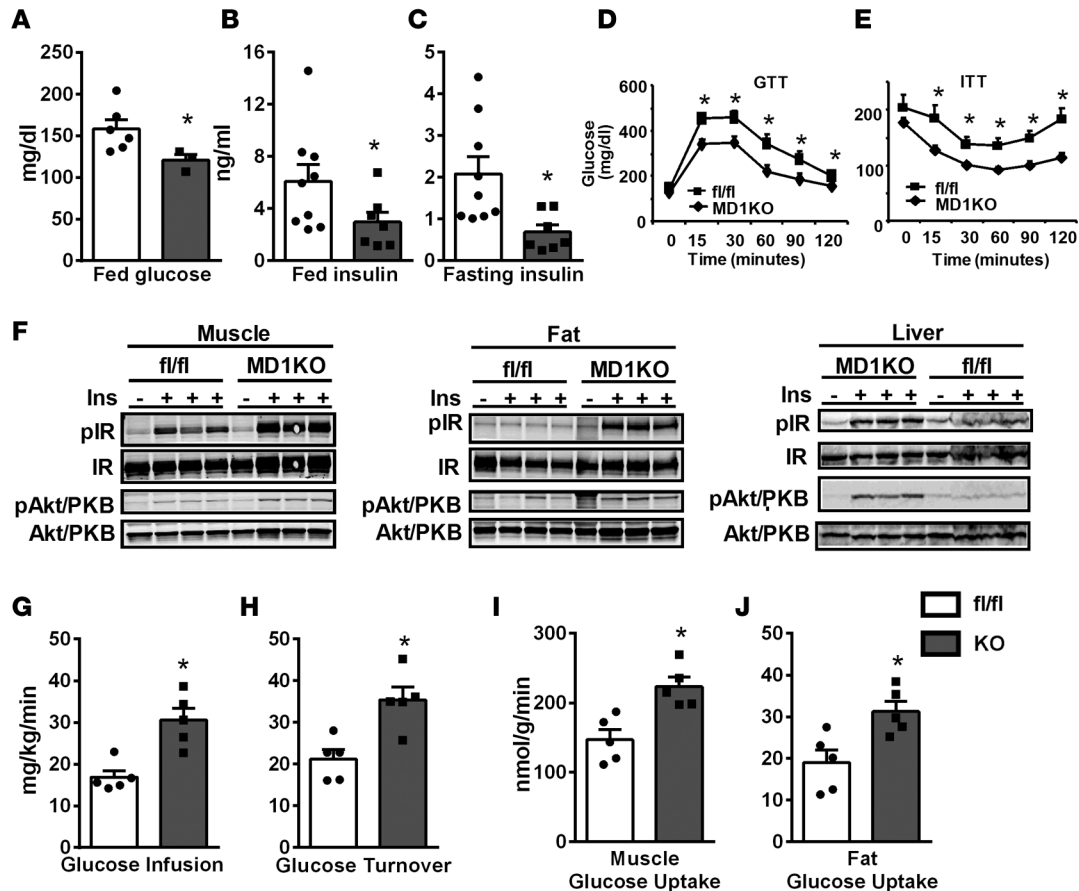 A
B
C
D
E
250
200
150
100
50
0
mg/dl
*
Fed glucose
16
12
8
4
0
ng/ml
*
Fed insulin
5
4
3
2
1
0
*
Fasting insulin
GTT
600
400
200
0
Glucose
(mg/dl)
* * * * *
fl/fl
MD1KO
0 15 30 60 90 120
Time (minutes)
ITT
200
100
0
* * * * *
fl/fl
MD1KO
0 15 30 60 90 120
Time (minutes)
F
Muscle
fl/fl MD1KO
Ins - + + + - + + +
pIR
IR
pAkt/PKB
Akt/PKB
Fat
fl/fl MD1KO
Ins - + + + - + + +
pIR
IR
pAkt/PKB
Akt/PKB
Liver
MD1KO fl/fl
Ins - + + + - + + +
pIR
IR
pAkt/PKB
Akt/PKB
G
H
I
J
fl/fl
KO
50
40
30
20
10
0
mg/kg/min
*
Glucose Infusion
50
40
30
20
10
0
*
Glucose Turnover
300
200
150
0
nmol/g/min
*
Muscle
Glucose Uptake
50
40
30
20
10
0
*
Fat
Glucose Uptake